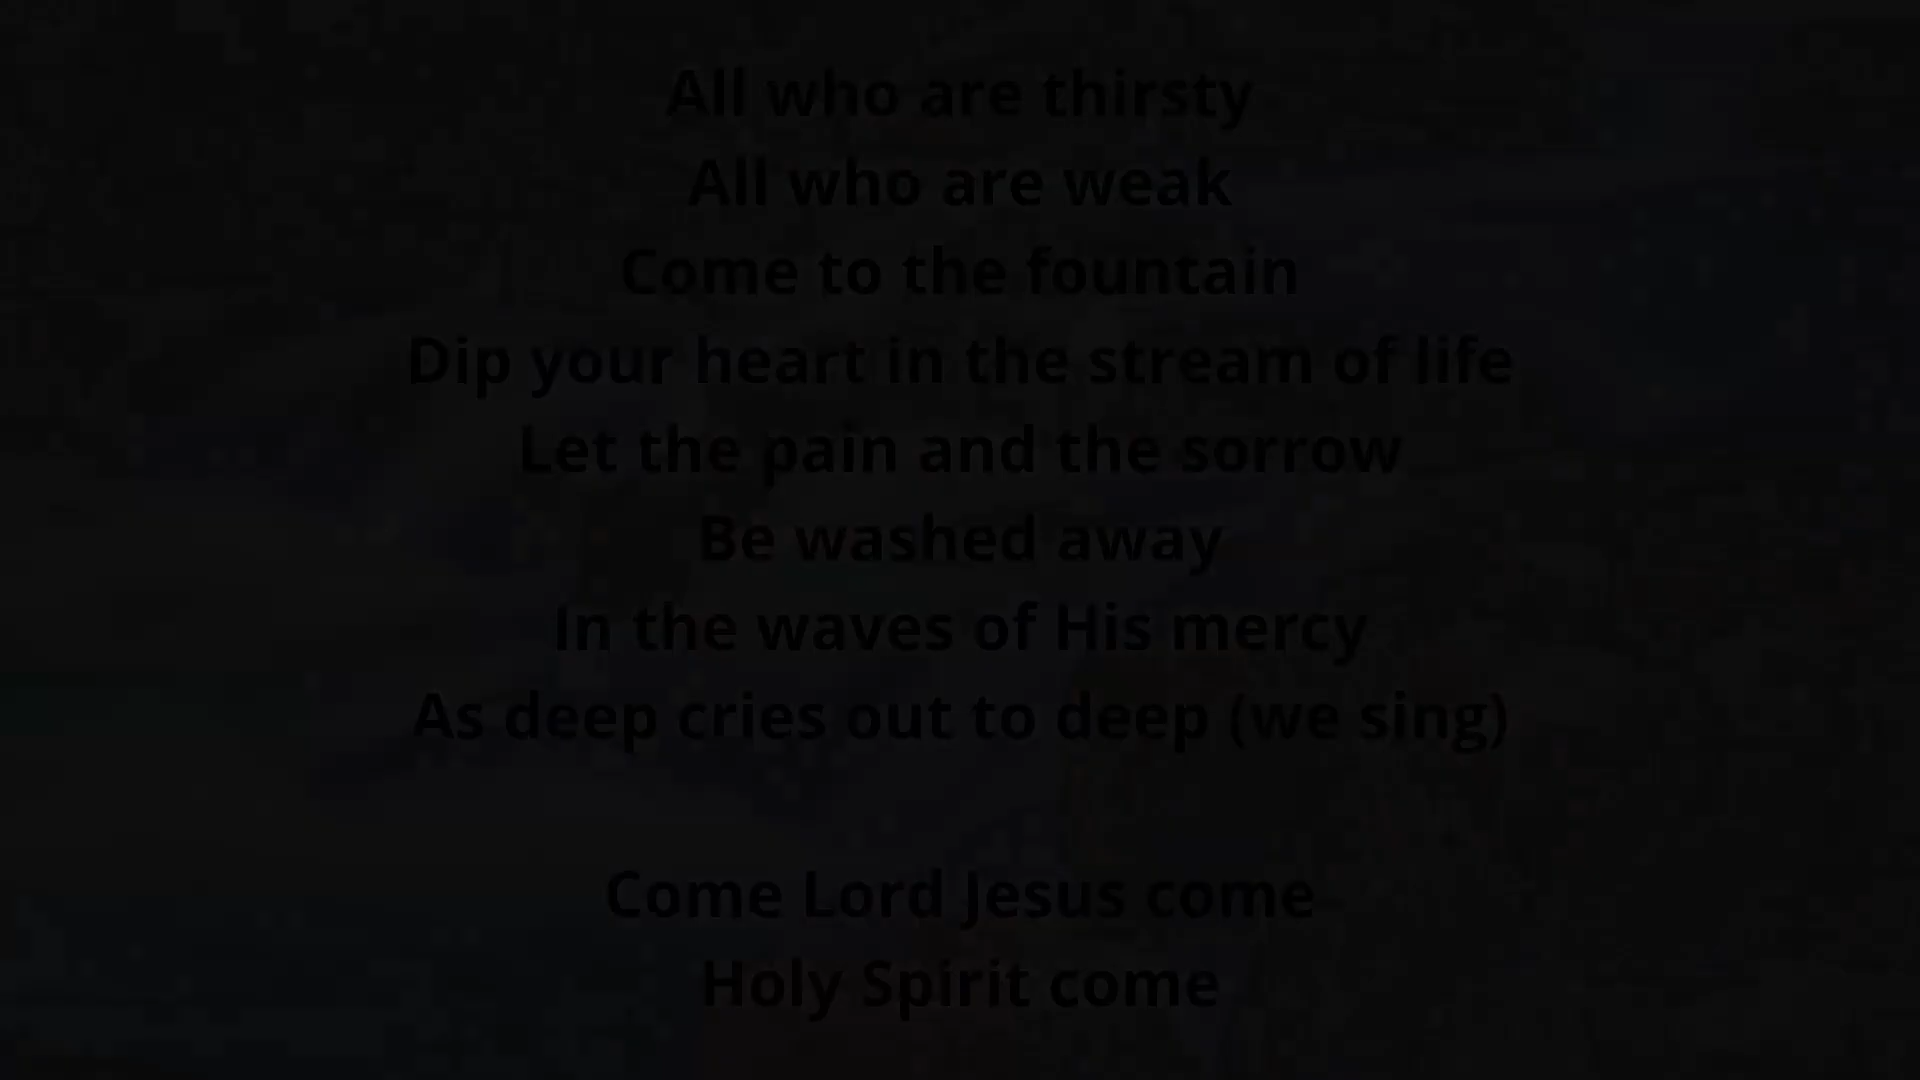 All who are thirsty
All who are weak
Come to the fountain
Dip your heart in the stream of life
Let the pain and the sorrow
Be washed away
In the waves of His mercy
As deep cries out to deep (we sing)
Come Lord Jesus come
Holy Spirit come